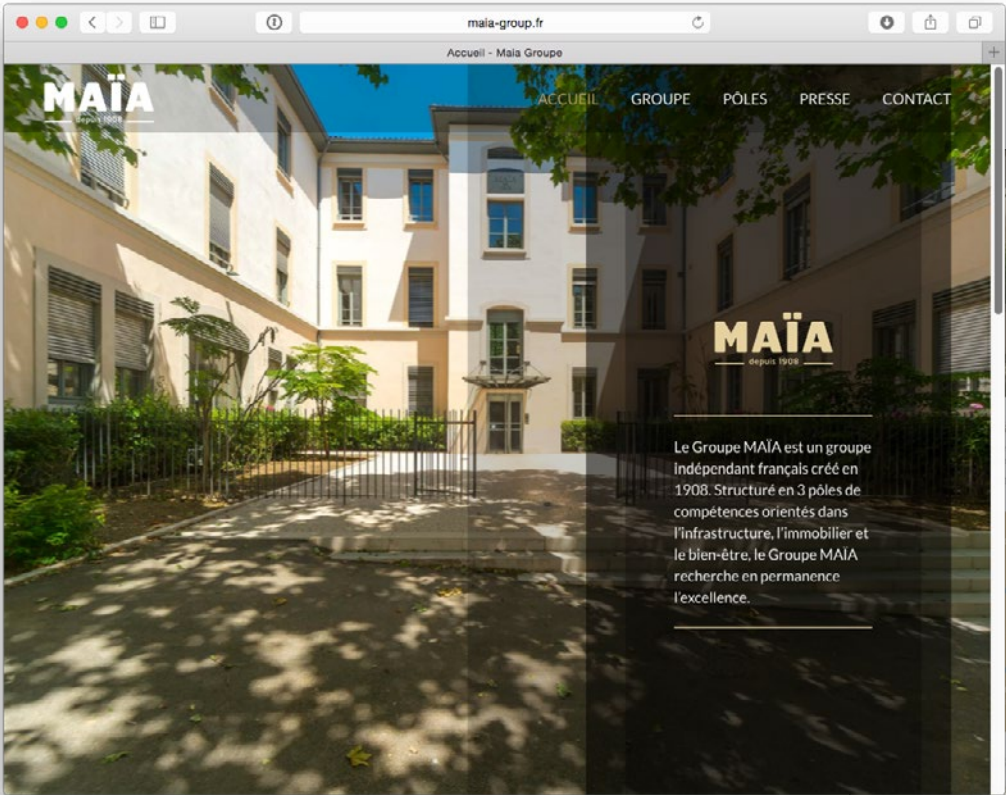 maia-group.fr
Accueil - Maia Groupe
MAÏA
depuis 1908
ACCUEIL GROUPE PÔLES PRESSE CONTACT
MAÏA
depuis 1908
Le Groupe MAÏA est un groupe
indépendant français créé en
1908. Structuré en 3 pôles de
compétences orientés dans
l'infrastructure, l'immobilier et
le bien-être, le Groupe MAÏA
recherche en permanence
l'excellence.